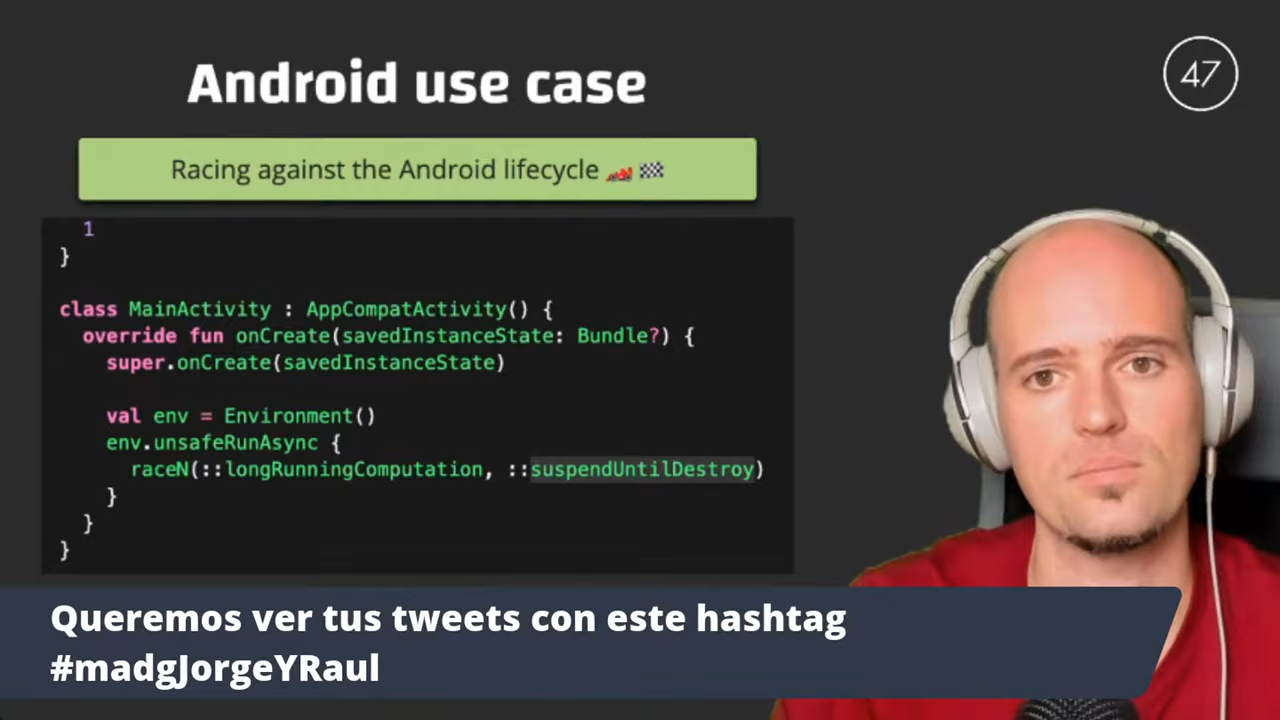 Android use case
47
Racing against the Android lifecycle
1
}
class MainActivity : AppCompatActivity() {
override fun onCreate(savedInstanceState: Bundle?) {
super.onCreate(savedInstanceState)
val env = Environment()
env.unsafeRunAsync {
raceN(::longRunningComputation, ::suspendUntilDestroy)
}
}
}
Queremos ver tus tweets con este hashtag
#madgJorgeYRaul